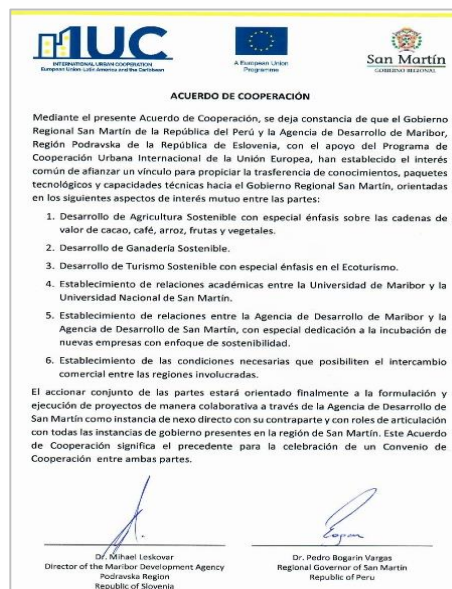 IUC
INTERNATIONAL URBAN COOPERATION
European Union-Latin America and the Caribbean
A European Union
Programme
San Martín
GOBIERNO REGIONAL
ACUERDO DE COOPERACIÓN
Mediante el presente Acuerdo de Cooperación, se deja constancia de que el Gobierno
Regional San Martín de la República del Perú y la Agencia de Desarrollo de Maribor,
Región Podravska de la República de Eslovenia, con el apoyo del Programa de
Cooperación Urbana Internacional de la Unión Europea, han establecido el interés
común de afianzar un vínculo para propiciar la trasferencia de conocimientos, paquetes
tecnológicos y capacidades técnicas hacia el Gobierno Regional San Martín, orientadas
en los siguientes aspectos de interés mutuo entre las partes:
1. Desarrollo de Agricultura Sostenible con especial énfasis sobre las cadenas de
valor de cacao, café, arroz, frutas y vegetales.
2. Desarrollo de Ganadería Sostenible.
3. Desarrollo de Turismo Sostenible con especial énfasis en el Ecoturismo.
4. Establecimiento de relaciones académicas entre la Universidad de Maribor y la
Universidad Nacional de San Martín.
5. Establecimiento de relaciones entre la Agencia de Desarrollo de Maribor y la
Agencia de Desarrollo de San Martín, con especial dedicación a la incubación de
nuevas empresas con enfoque de sostenibilidad.
6. Establecimiento de las condiciones necesarias que posibiliten el intercambio
comercial entre las regiones involucradas.
El accionar conjunto de las partes estará orientado finalmente a la formulación y
ejecución de proyectos de manera colaborativa a través de la Agencia de Desarrollo de
San Martín como instancia de nexo directo con su contraparte y con roles de articulación
con todas las instancias de gobierno presentes en la región de San Martín. Este Acuerdo
de Cooperación significa el precedente para la celebración de un Convenio de
Cooperación entre ambas partes.
Dr. Mihael Leskovar
Director of the Maribor Development Agency
Podravska Region
Republic of Slovenia
Dr. Pedro Bogarin Vargas
Regional Governor of San Martin
Republic of Peru